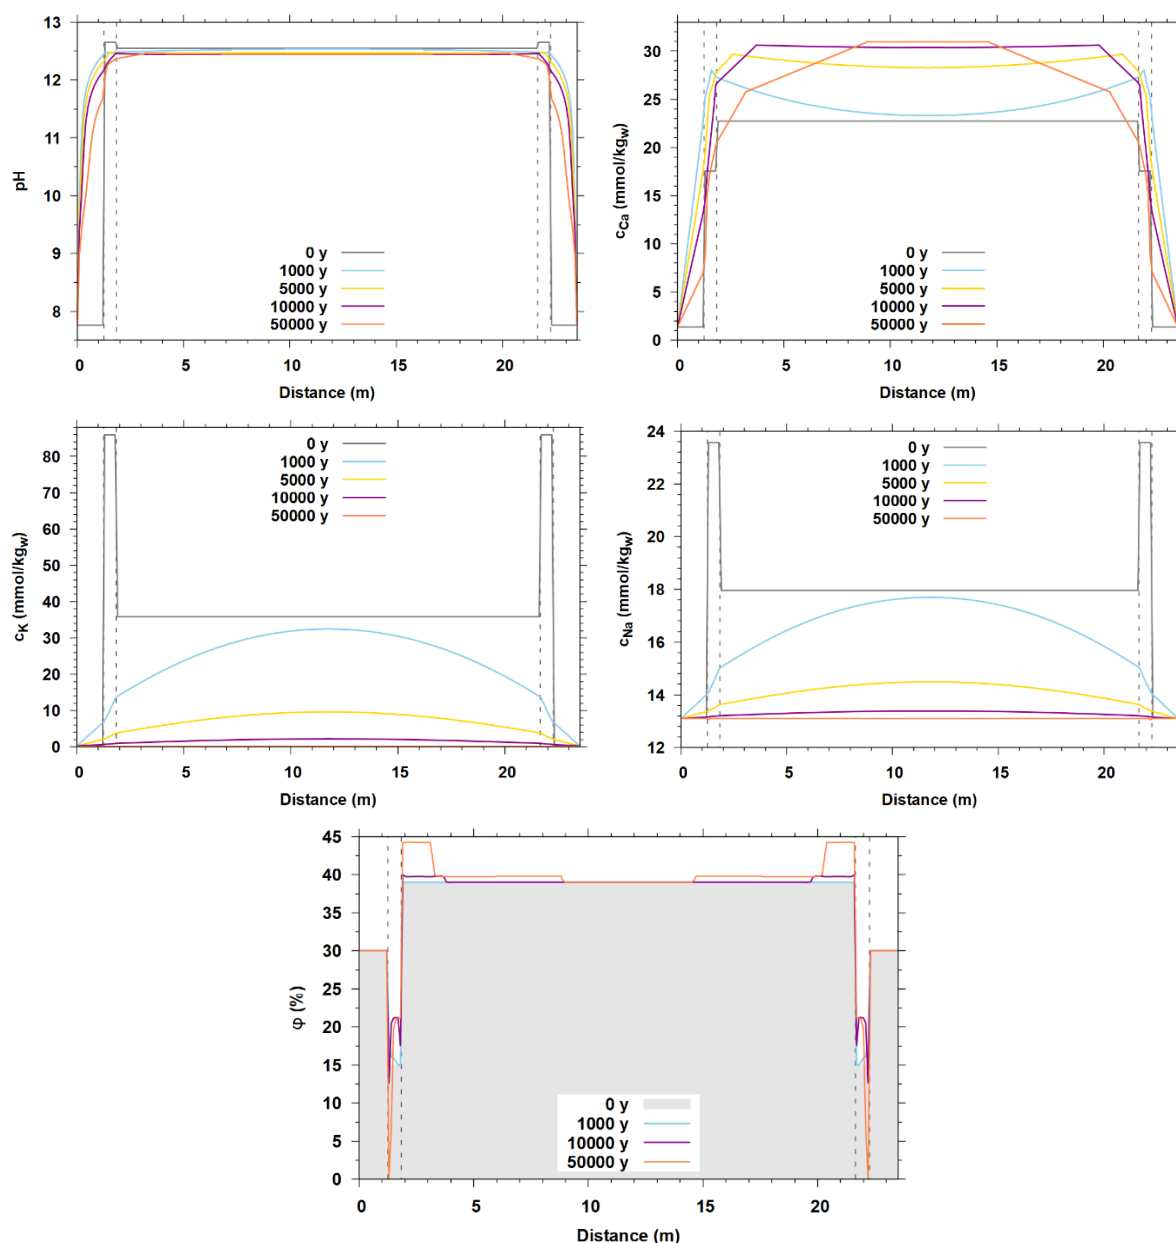 13
12
11
10
9
8
pH
0 y
1000 y
5000 y
10000 y
50000 y
0 5 10 15 20
Distance (m)
30
25
20
15
10
5
0
cCa (mmol/kgw)
0 y
1000 y
5000 y
10000 y
50000 y
0 5 10 15 20
Distance (m)
80
70
60
50
40
30
20
10
0
cK (mmol/kgw)
0 y
1000 y
5000 y
10000 y
50000 y
0 5 10 15 20
Distance (m)
24
22
20
18
16
14
12
cNa (mmol/kgw)
0 y
1000 y
5000 y
10000 y
50000 y
0 5 10 15 20
Distance (m)
45
40
35
30
25
20
15
10
5
0
φ (%)
0 y
1000 y
10000 y
50000 y
0 5 10 15 20
Distance (m)